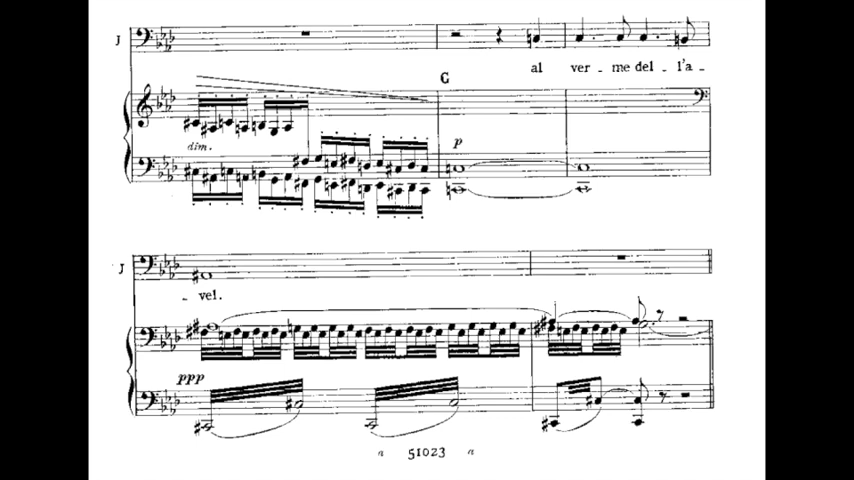 J
al ver - me del - l'a -
G
dim.
p
J
- vel.
ppp
a 51023 a